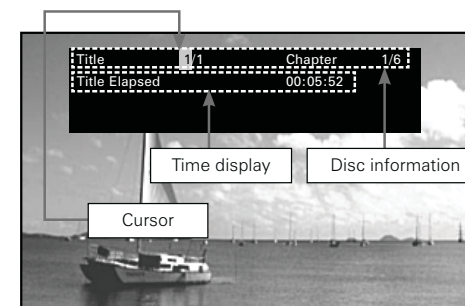 Title 1/1 Chapter 1/6
Title Elapsed 00:05:52
Time display Disc information
Cursor